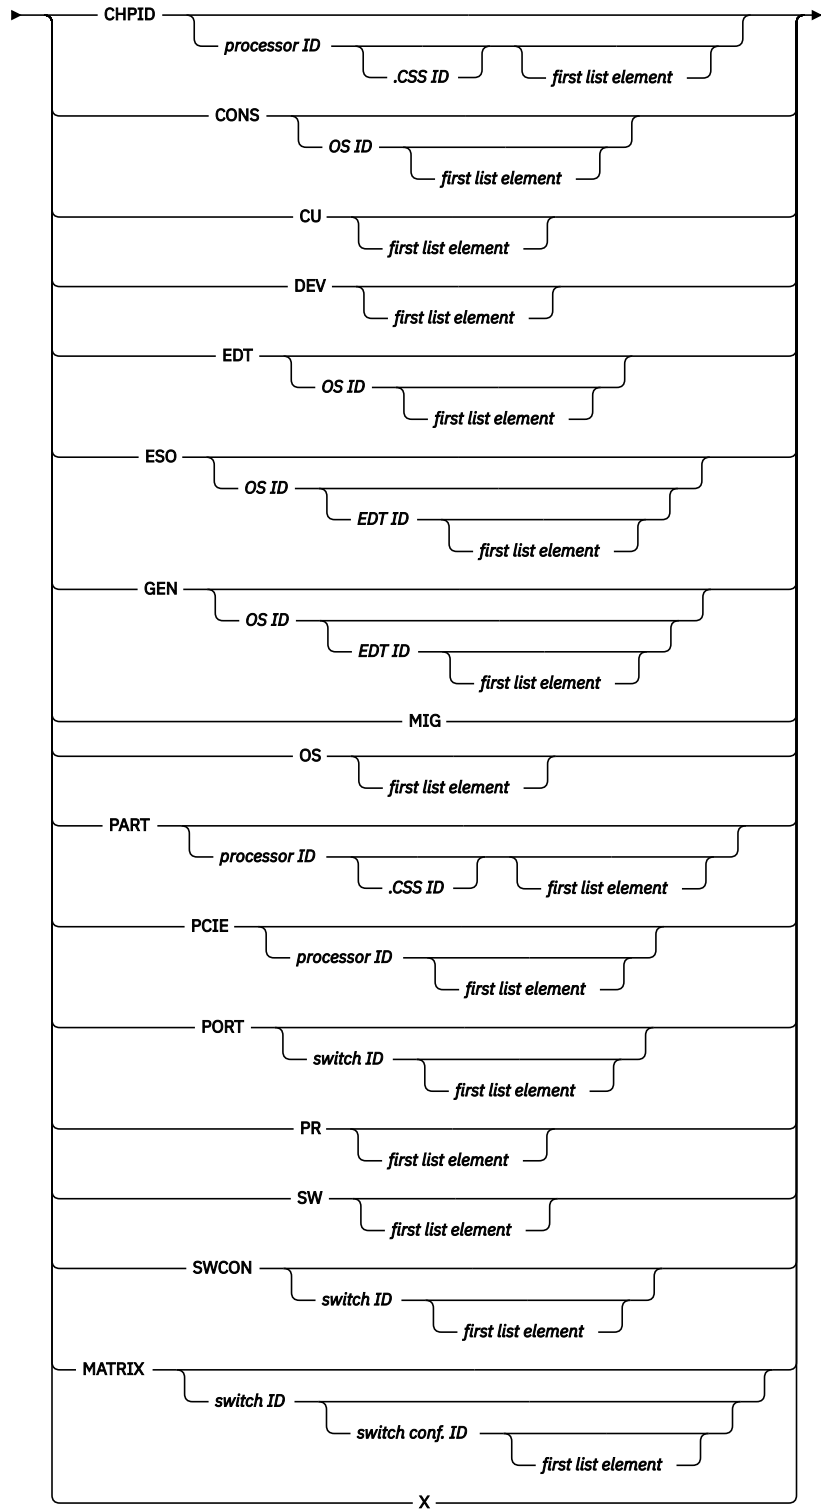 CHPID
processor ID
.CSS ID
first list element
CONS
OS ID
first list element
CU
first list element
DEV
first list element
EDT
OS ID
first list element
ESO
OS ID
EDT ID
first list element
GEN
OS ID
EDT ID
first list element
MIG
OS
first list element
PART
processor ID
.CSS ID
first list element
PCIE
processor ID
first list element
PORT
switch ID
first list element
PR
first list element
SW
first list element
SWCON
switch ID
first list element
MATRIX
switch ID
switch conf. ID
first list element
X